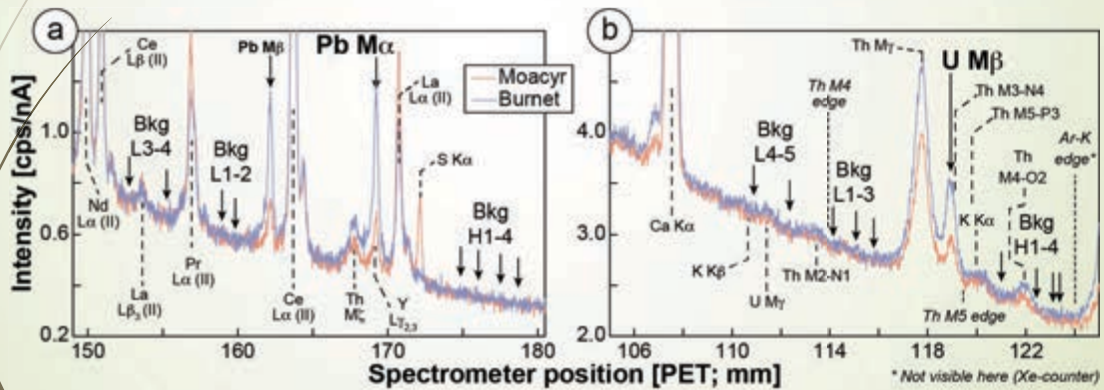 a
Ce
Lβ (II)
Pb Mβ
Pb Mα
Moacyr
Burnet
La
Lα (II)
Bkg
L3-4
Bkg
L1-2
S Kα
Bkg
H1-4
Nd
Lα (II)
La
Lβ₃ (II)
Pr
Lα (II)
Ce
Lα (II)
Th
Y
Lγ₂,₃
Intensity [cps/nA]
1.0
0.6
0.2
150
160
170
180
b
Th Mγ
U Mβ
Th M4
edge
Th M3-N4
Th M5-P3
Ar-K
edge*
Bkg
L4-5
Bkg
L1-3
Th
M4-O2
K Kα
Bkg
H1-4
Ca Kα
K Kβ
U Mγ
Th M2-N1
Th M5 edge
4.0
3.0
2.0
106
110
114
118
122
Spectrometer position [PET; mm]
* Not visible here (Xe-counter)